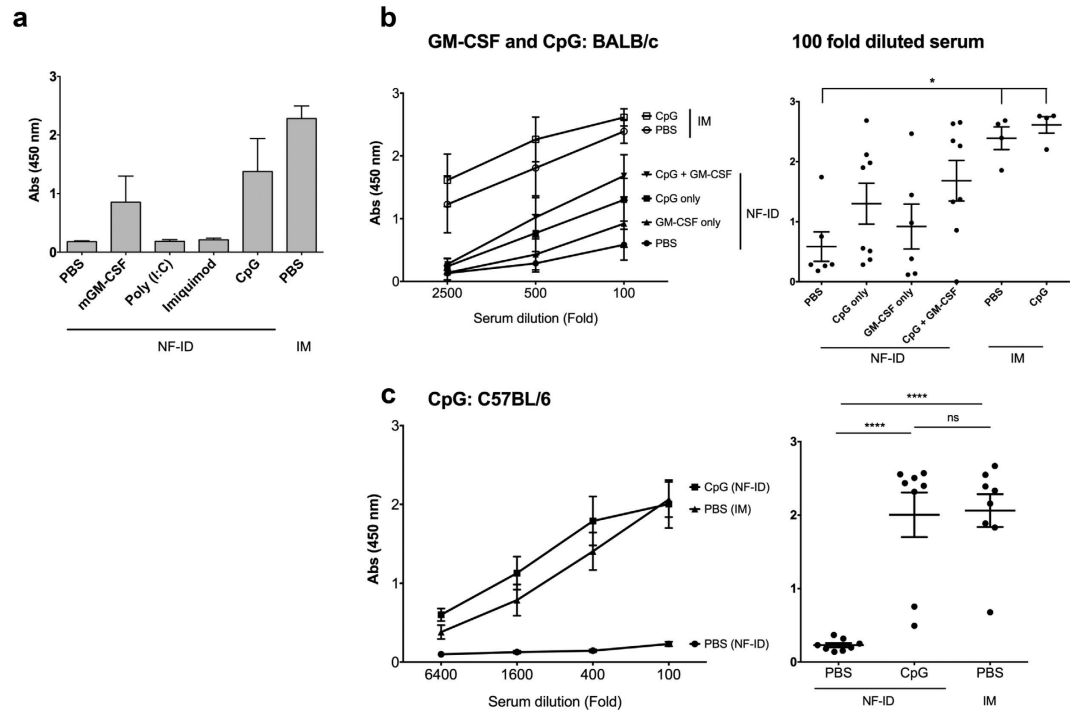 a
Abs (450 nm)
3
2
1
0
PBS
mGM-CSF
Poly (I:C)
Imiquimod
CpG
PBS
NF-ID
IM
b
GM-CSF and CpG: BALB/c
Abs (450 nm)
3
2
1
0
2500
500
100
Serum dilution (Fold)
CpG
PBS
IM
CpG + GM-CSF
CpG only
GM-CSF only
PBS
NF-ID
100 fold diluted serum
*
3
2
1
0
PBS
CpG only
GM-CSF only
CpG + GM-CSF
PBS
CpG
NF-ID
IM
c
CpG: C57BL/6
Abs (450 nm)
3
2
1
0
6400
1600
400
100
Serum dilution (Fold)
CpG (NF-ID)
PBS (IM)
PBS (NF-ID)
****
****
ns
3
2
1
0
PBS
CpG
PBS
NF-ID
IM